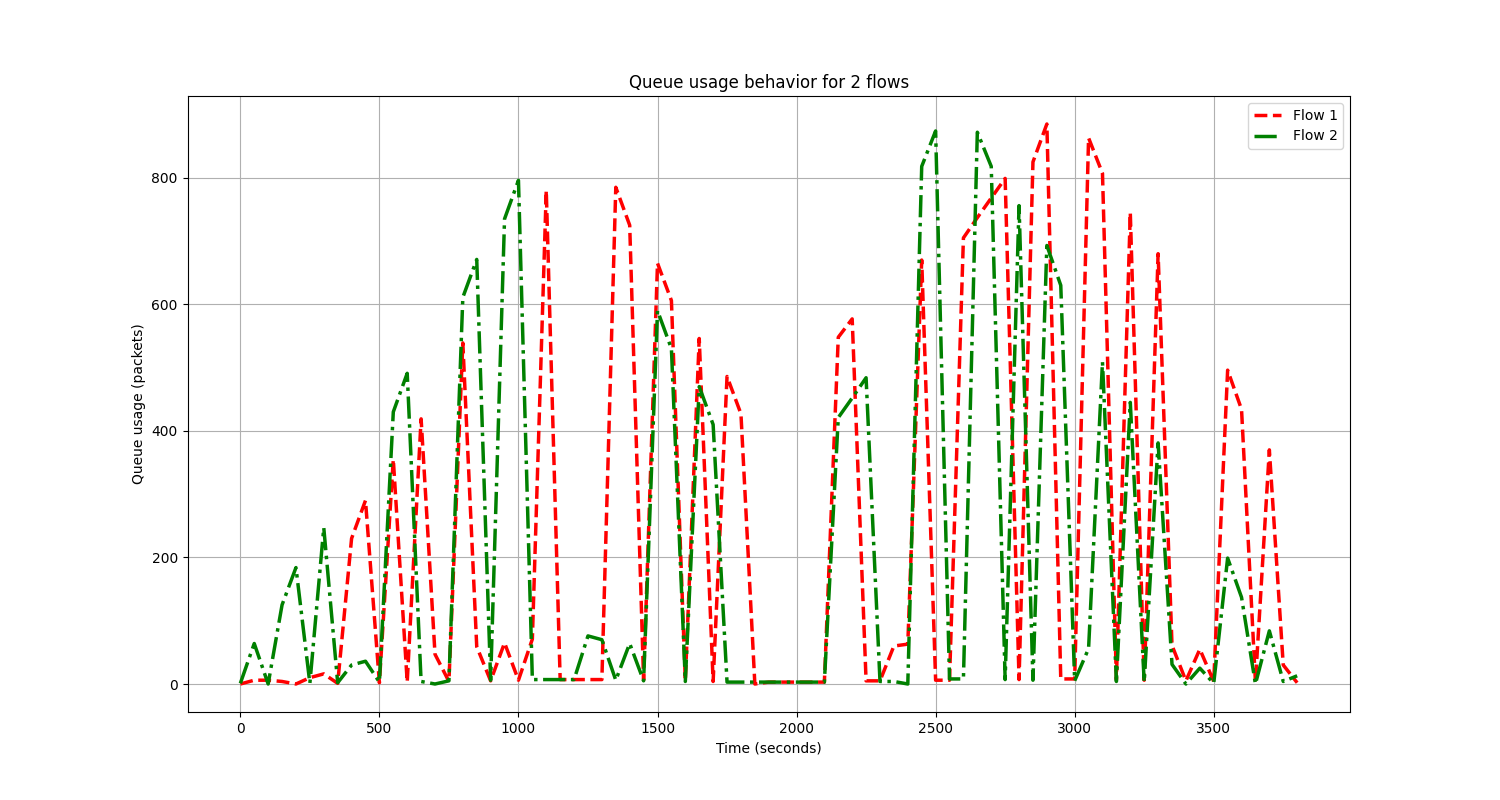 Queue usage behavior for 2 flows
Flow 1
Flow 2
Queue usage (packets)
800
600
400
200
0
0 500 1000 1500 2000 2500 3000 3500
Time (seconds)